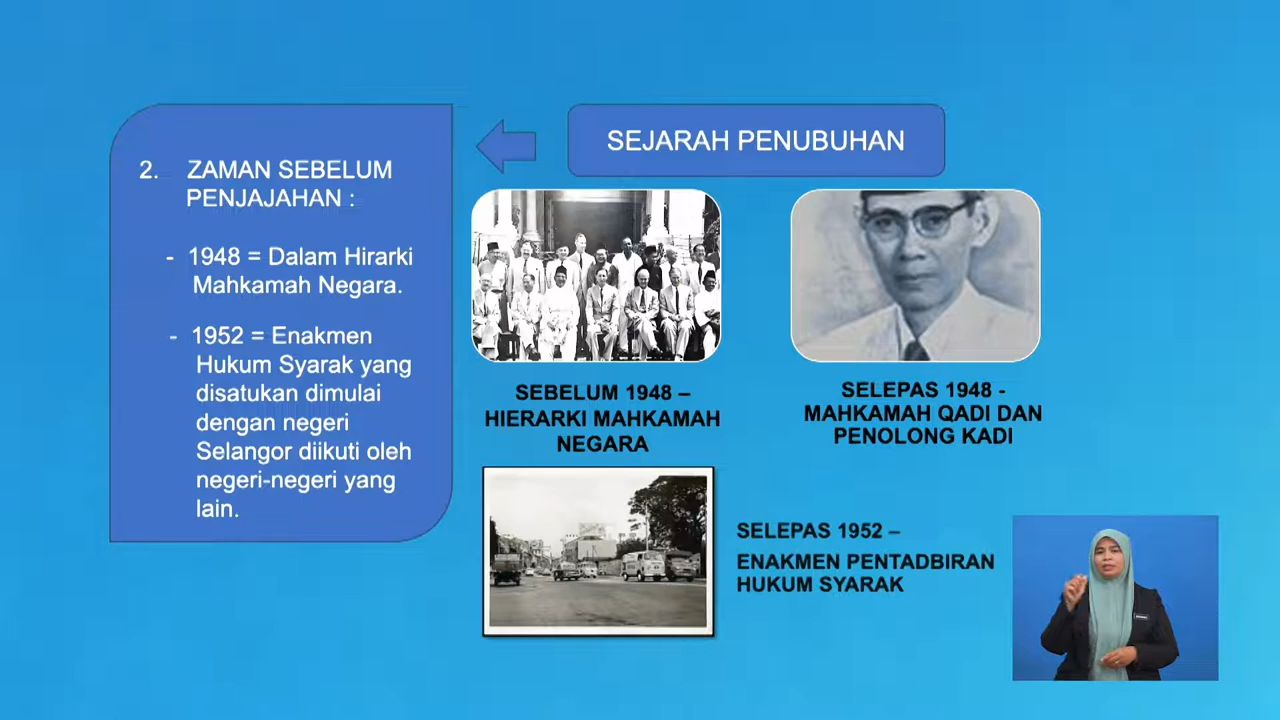 SEJARAH PENUBUHAN
2. ZAMAN SEBELUM
PENJAJAHAN :
- 1948 = Dalam Hirarki
Mahkamah Negara.
- 1952 = Enakmen
Hukum Syarak yang
disatukan dimulai
dengan negeri
Selangor diikuti oleh
negeri-negeri yang
lain.
SEBELUM 1948 –
HIERARKI MAHKAMAH
NEGARA
SELEPAS 1948 -
MAHKAMAH QADI DAN
PENOLONG KADI
SELEPAS 1952 –
ENAKMEN PENTADBIRAN
HUKUM SYARAK